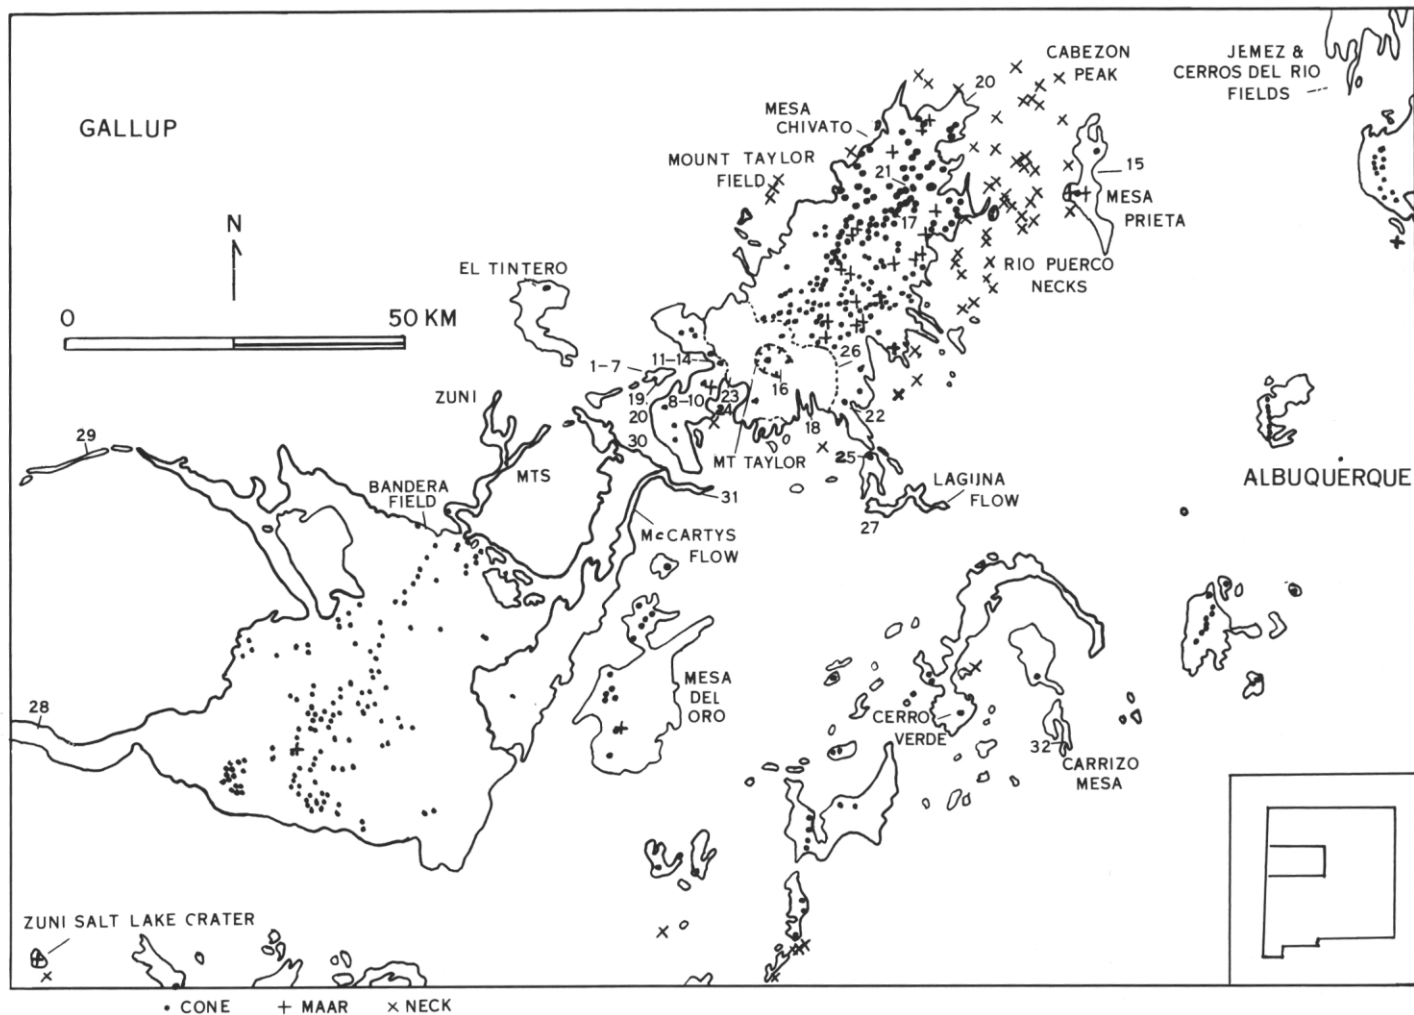 CABEZON
PEAK
JEMEZ &
CERROS DEL RIO
FIELDS
20
MESA
CHIVATO
GALLUP
MOUNT TAYLOR
FIELD
21
15
MESA
PRIETA
17
N
EL TINTERO
RIO PUERCO
NECKS
0
50 KM
1-7
11-14
26
16
ZUNI
19
8-10
23
24
20
18
22
29
30
MT TAYLOR
25
MTS
BANDERA
FIELD
31
LAGUNA
FLOW
ALBUQUERQUE
27
McCARTYS
FLOW
MESA
DEL
ORO
28
CERRO
VERDE
32
CARRIZO
MESA
ZUNI SALT LAKE CRATER
• CONE + MAAR × NECK